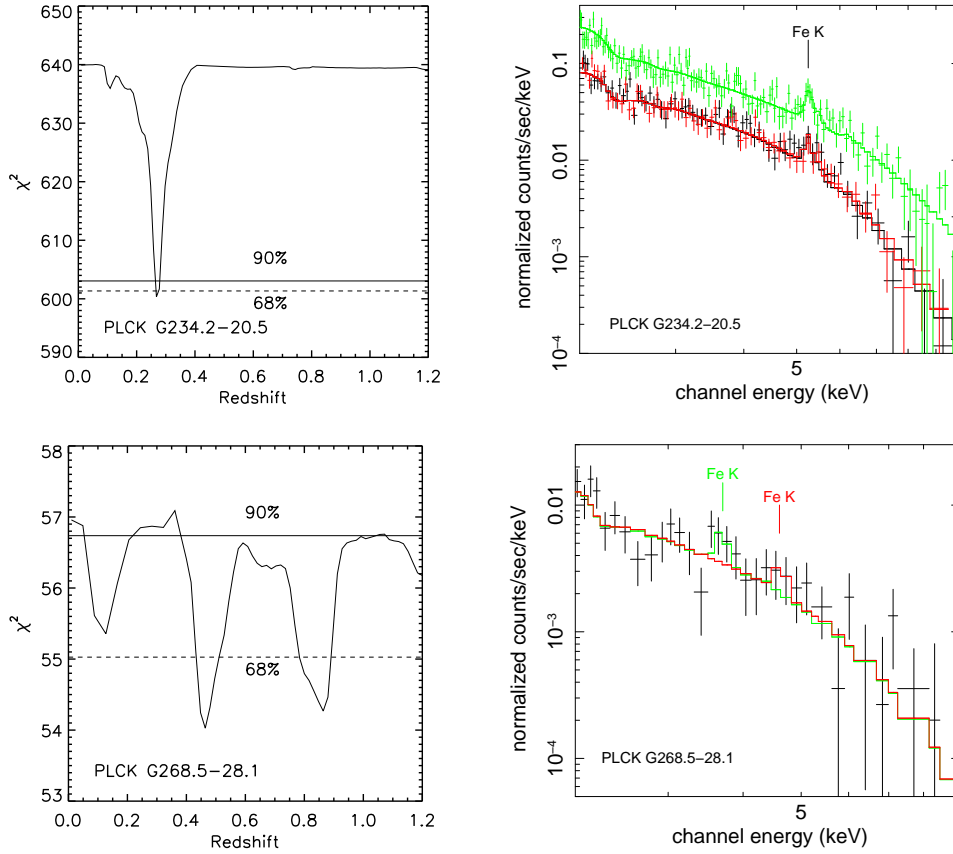 640
630
620
610
600
590
χ²
90%
68%
PLCK G234.2−20.5
0.0 0.2 0.4 0.6 0.8 1.0 1.2
Redshift
Fe K
0.1
0.01
10⁻³
10⁻⁴
normalized counts/sec/keV
PLCK G234.2−20.5
5
channel energy (keV)
58
57
56
55
54
53
χ²
90%
68%
PLCK G268.5−28.1
0.0 0.2 0.4 0.6 0.8 1.0 1.2
Redshift
Fe K
Fe K
0.01
10⁻³
10⁻⁴
normalized counts/sec/keV
PLCK G268.5−28.1
5
channel energy (keV)